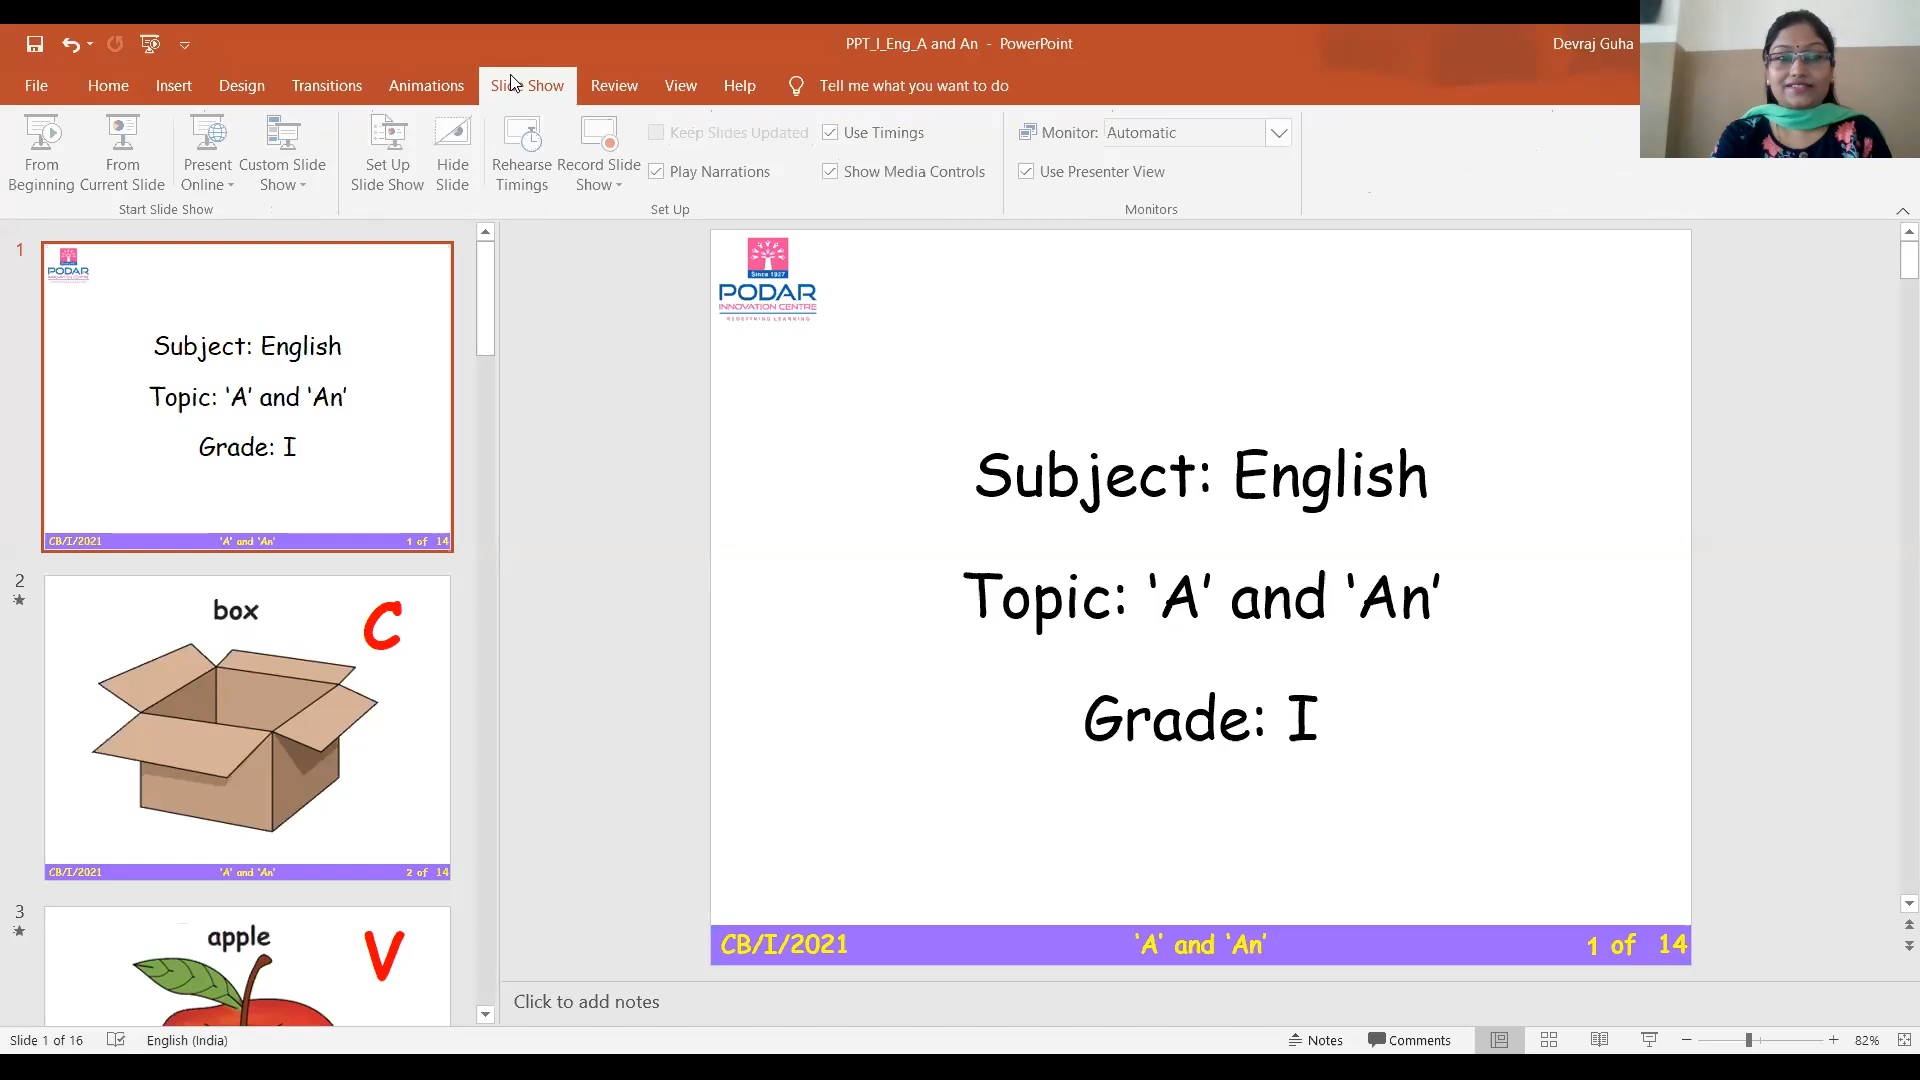 PPT_I_Eng_A and An - PowerPoint
Devraj Guha
File Home Insert Design Transitions Animations Slide Show Review View Help Tell me what you want to do
From Beginning
From Current Slide
Present Online
Custom Slide Show
Start Slide Show
Set Up Slide Show
Hide Slide
Rehearse Timings
Record Slide Show
Keep Slides Updated
Play Narrations
Use Timings
Show Media Controls
Set Up
Monitor: Automatic
Use Presenter View
Monitors
1
PODAR
Subject: English
Topic: ‘A’ and ‘An’
Grade: I
CB/I/2021 ‘A’ and ‘An’ 1 of 14
2
box
C
CB/I/2021 ‘A’ and ‘An’ 2 of 14
3
apple
V
Since 1927
PODAR
INNOVATION CENTRE
REDEFINING LEARNING
Subject: English
Topic: ‘A’ and ‘An’
Grade: I
CB/I/2021 ‘A’ and ‘An’ 1 of 14
Click to add notes
Slide 1 of 16 English (India) Notes Comments 82%